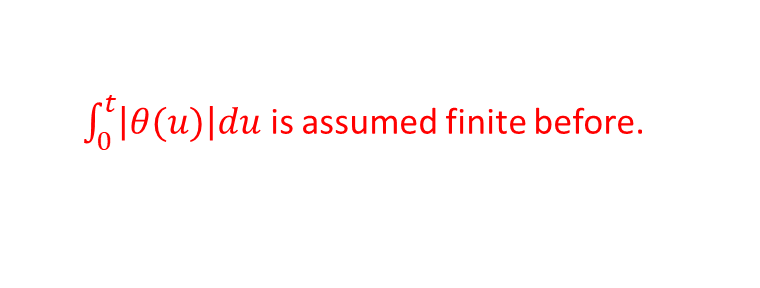 ∫₀ᵗ|θ(u)|du is assumed finite before.